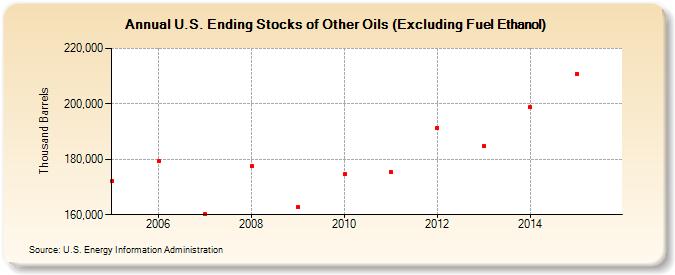 Annual U.S. Ending Stocks of Other Oils (Excluding Fuel Ethanol)
Thousand Barrels
220,000
200,000
180,000
160,000
2006 2008 2010 2012 2014
Source: U.S. Energy Information Administration